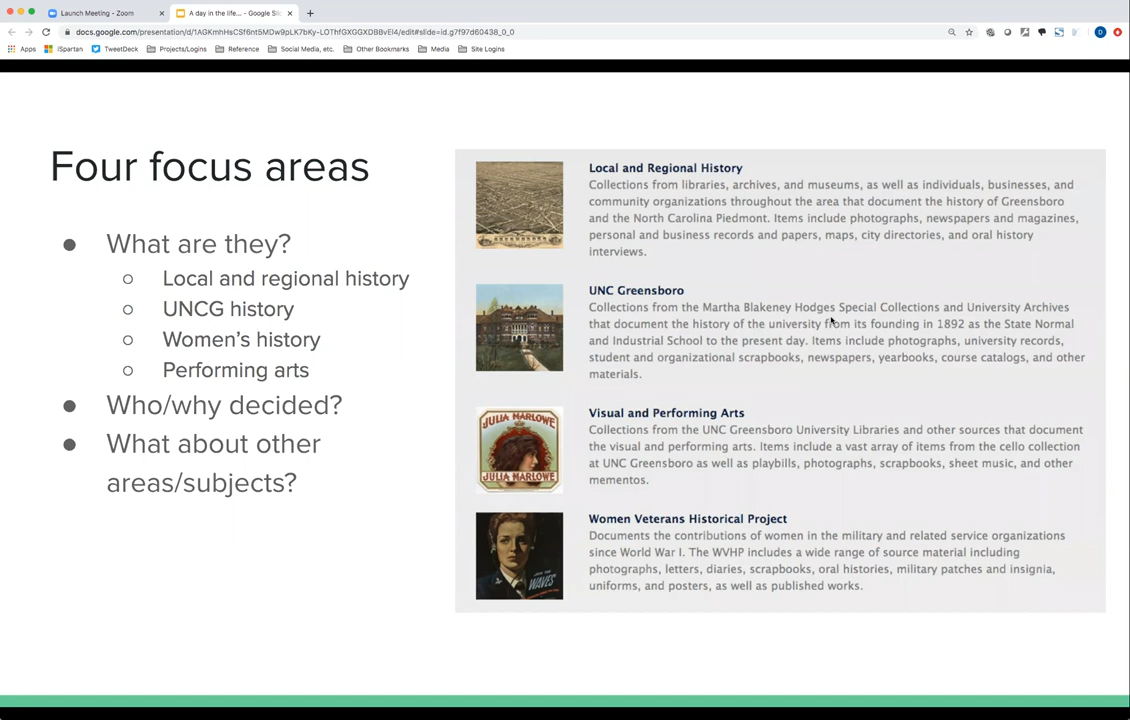 Launch Meeting - Zoom
A day in the life... - Google Sli
docs.google.com/presentation/d/1AGKmhHsCSf6nt5MDw9pLK7bKy-LOThfGXGGXDBBvEl4/edit#slide=id.g7f97d60438_0_0
Apps iSpartan TweetDeck Projects/Logins Reference Social Media, etc. Other Bookmarks Media Site Logins
D
Four focus areas
● What are they?
○ Local and regional history
○ UNCG history
○ Women's history
○ Performing arts
● Who/why decided?
● What about other
areas/subjects?
Local and Regional History
Collections from libraries, archives, and museums, as well as individuals, businesses, and
community organizations throughout the area that document the history of Greensboro
and the North Carolina Piedmont. Items include photographs, newspapers and magazines,
personal and business records and papers, maps, city directories, and oral history
interviews.
UNC Greensboro
Collections from the Martha Blakeney Hodges Special Collections and University Archives
that document the history of the university from its founding in 1892 as the State Normal
and Industrial School to the present day. Items include photographs, university records,
student and organizational scrapbooks, newspapers, yearbooks, course catalogs, and other
materials.
JULIA MARLOWE
JULIA MARLOWE
Visual and Performing Arts
Collections from the UNC Greensboro University Libraries and other sources that document
the visual and performing arts. Items include a vast array of items from the cello collection
at UNC Greensboro as well as playbills, photographs, scrapbooks, sheet music, and other
mementos.
JOIN THE
WAVES
Women Veterans Historical Project
Documents the contributions of women in the military and related service organizations
since World War I. The WVHP includes a wide range of source material including
photographs, letters, diaries, scrapbooks, oral histories, military patches and insignia,
uniforms, and posters, as well as published works.